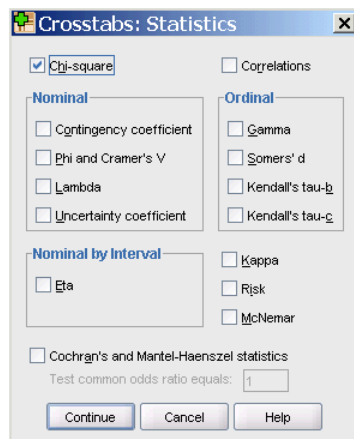 Crosstabs: Statistics
Chi-square
Correlations
Nominal
Contingency coefficient
Phi and Cramer's V
Lambda
Uncertainty coefficient
Ordinal
Gamma
Somers' d
Kendall's tau-b
Kendall's tau-c
Nominal by Interval
Eta
Kappa
Risk
McNemar
Cochran's and Mantel-Haenszel statistics
Test common odds ratio equals: 1
Continue Cancel Help